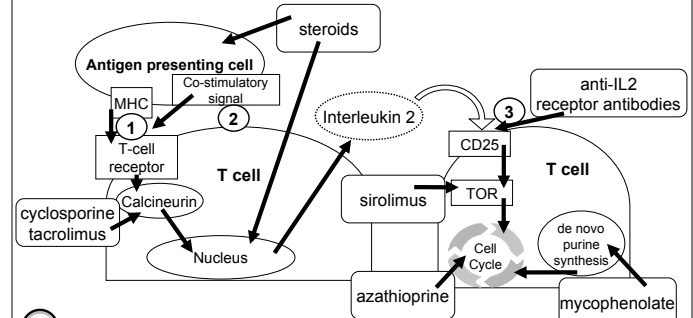 steroids
Antigen presenting cell
Co-stimulatory
signal
MHC
1
2
T-cell
receptor
T cell
Calcineurin
cyclosporine
tacrolimus
Nucleus
Interleukin 2
3
anti-IL2
receptor antibodies
CD25
T cell
sirolimus
TOR
Cell
Cycle
de novo
purine
synthesis
azathioprine
mycophenolate